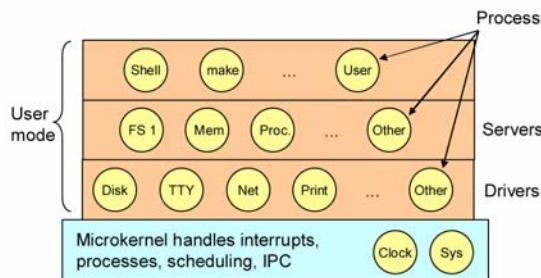 Process
Shell make ... User
User mode
FS 1 Mem Proc. ... Other
Servers
Disk TTY Net Print ... Other
Drivers
Microkernel handles interrupts,
processes, scheduling, IPC
Clock Sys